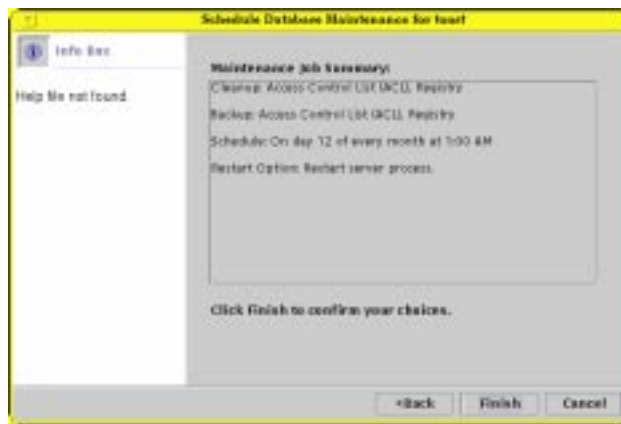 Schedule Database Maintenance for toast
Info Box
Help file not found
Maintenance Job Summary:
Cleanup: Access Control List (ACL), Registry
Backup: Access Control List (ACL), Registry
Schedule: On day 12 of every month at 1:00 AM
Restart Option: Restart server process.
Click Finish to confirm your choices.
<Back
Finish
Cancel